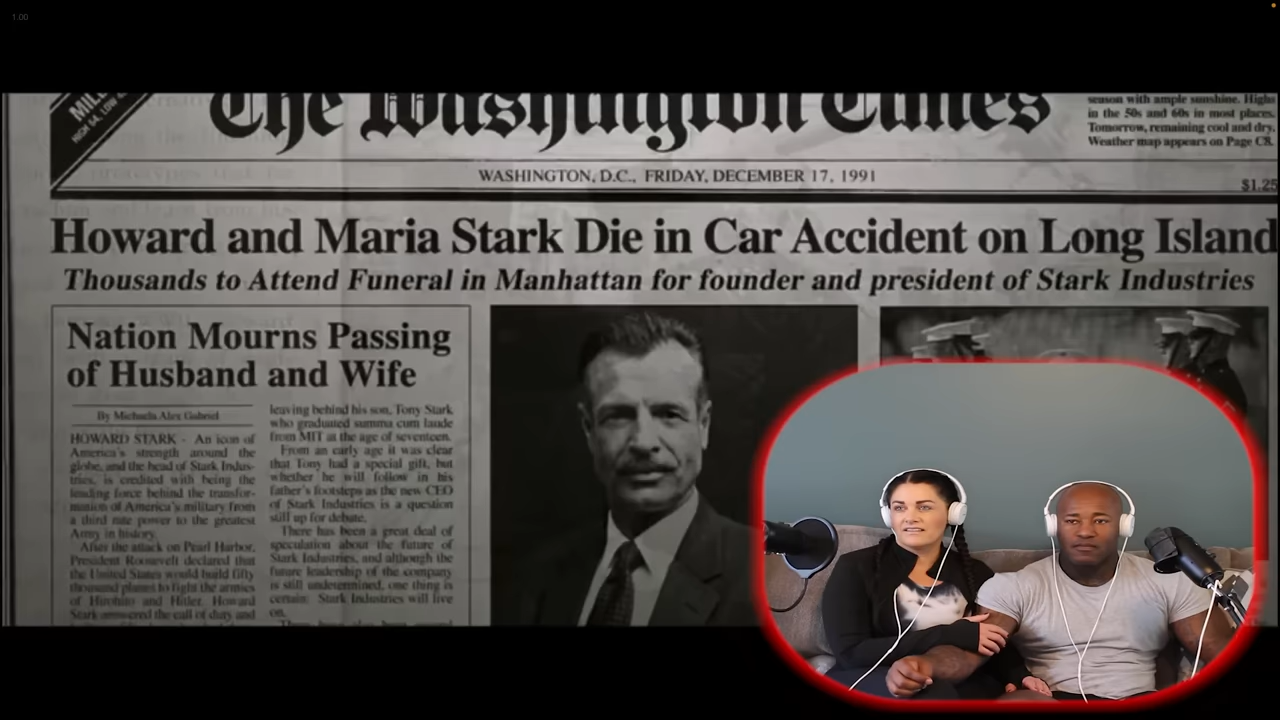 1.00
The Washington Times
season with ample sunshine. Highs
in the 50s and 60s in most places.
Tomorrow, remaining cool and dry.
Weather map appears on Page C8.
WASHINGTON, D.C., FRIDAY, DECEMBER 17, 1991
$1.25
Howard and Maria Stark Die in Car Accident on Long Island
Thousands to Attend Funeral in Manhattan for founder and president of Stark Industries
Nation Mourns Passing
of Husband and Wife
By Michaela Alex Gabriel
HOWARD STARK - An icon of
America's strength around the
globe, and the head of Stark Indus-
tries, is credited with being the
leading force behind the transfor-
mation of America's military from
a third rate power to the greatest
Army in history.
After the attack on Pearl Harbor,
President Roosevelt declared that
the United States would build fifty
thousand planes to fight the armies
of Hirohito and Hitler. Howard
Stark answered the call of duty and
leaving behind his son, Tony Stark
who graduated summa cum laude
from MIT at the age of seventeen.
From an early age it was clear
that Tony had a special gift, but
whether he will follow in his
father's footsteps as the new CEO
of Stark Industries is a question
still up for debate.
There has been a great deal of
speculation about the future of
Stark Industries, and although the
future leadership of the company
is still undetermined, one thing is
certain: Stark Industries will live
on.